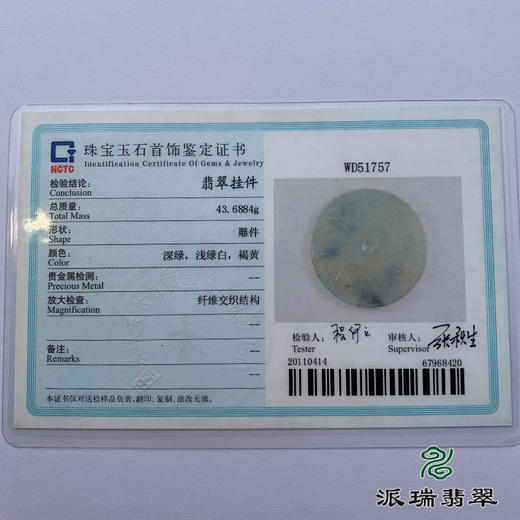 NGTC
珠宝玉石首饰鉴定证书
Identification Certificate Of Gems & Jewelry
检验结论: 翡翠挂件
Conclusion
总质量: 43.6884g
Total Mass
形状: 雕件
Shape
颜色: 深绿，浅绿白，褐黄
Color
贵金属检测: --
Precious Metal
放大检查: 纤维交织结构
Magnification
--
备注: --
Remarks
--
本证书仅对送检样品负责,翻印、复制、涂改无效。
WD51757
检验人:
Tester
审核人:
Supervisor
20110414 67968420
派瑞翡翠